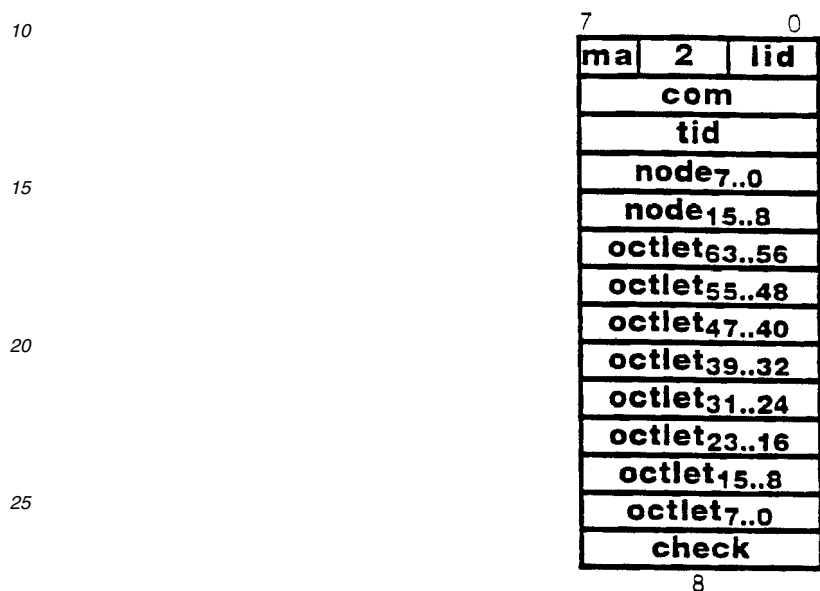 7 0
10
ma 2 lid
com
tid
node7..0
15
node15..8
octlet63..56
octlet55..48
octlet47..40
20
octlet39..32
octlet31..24
octlet23..16
octlet15..8
25
octlet7..0
check
8